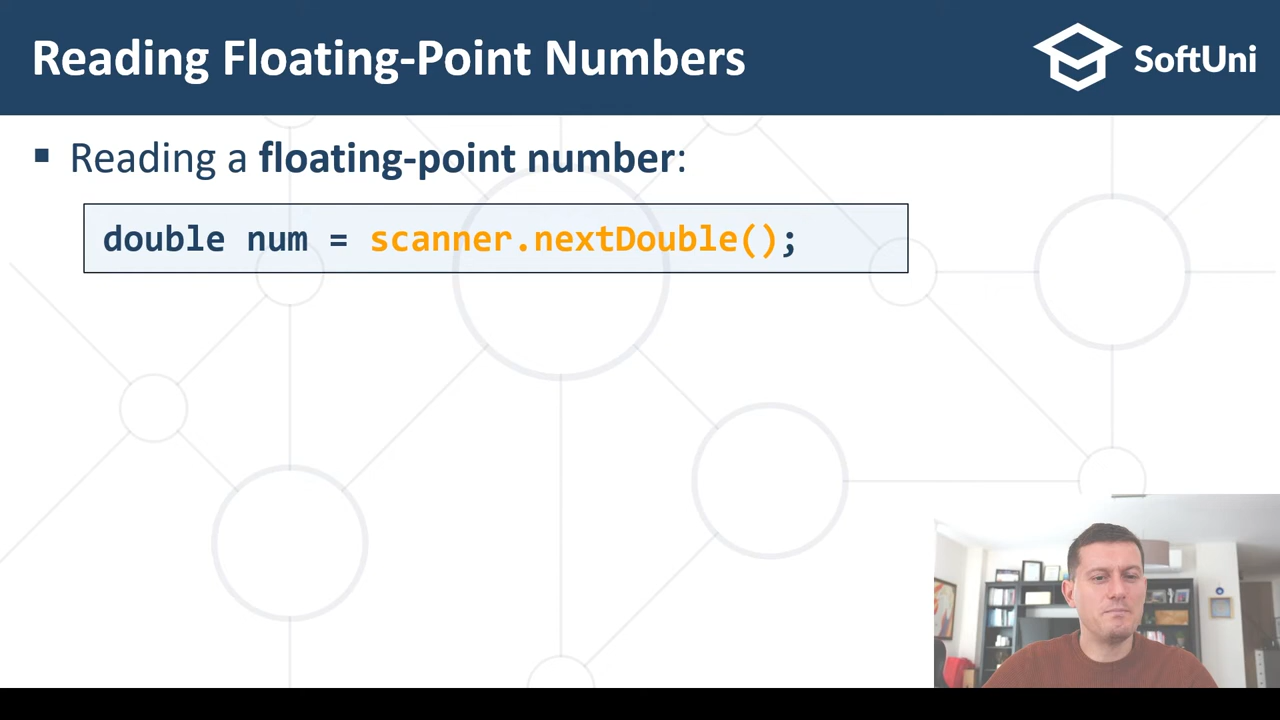 Reading Floating-Point Numbers
SoftUni
▪ Reading a floating-point number:
double num = scanner.nextDouble();